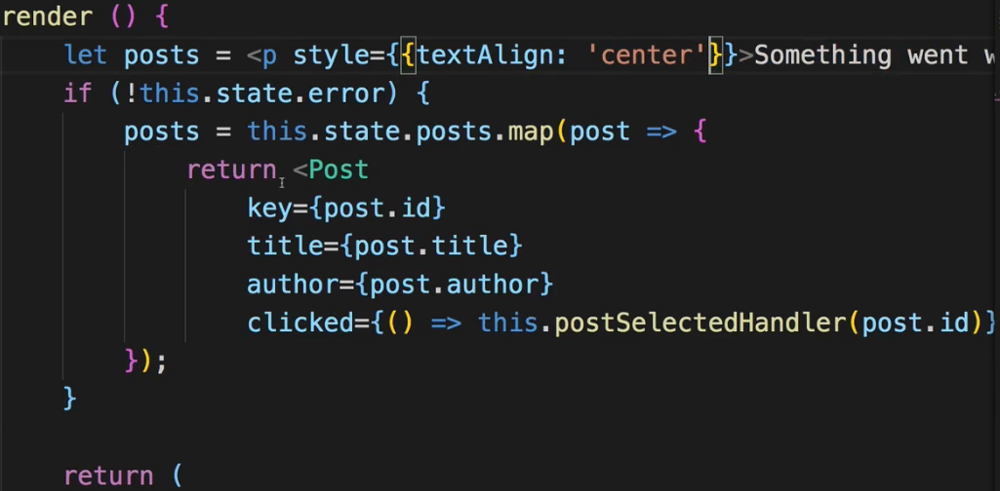 render () {
let posts = <p style={{textAlign: 'center'}}>Something went
if (!this.state.error) {
posts = this.state.posts.map(post => {
return <Post
key={post.id}
title={post.title}
author={post.author}
clicked={() => this.postSelectedHandler(post.id)}
});
}
return (